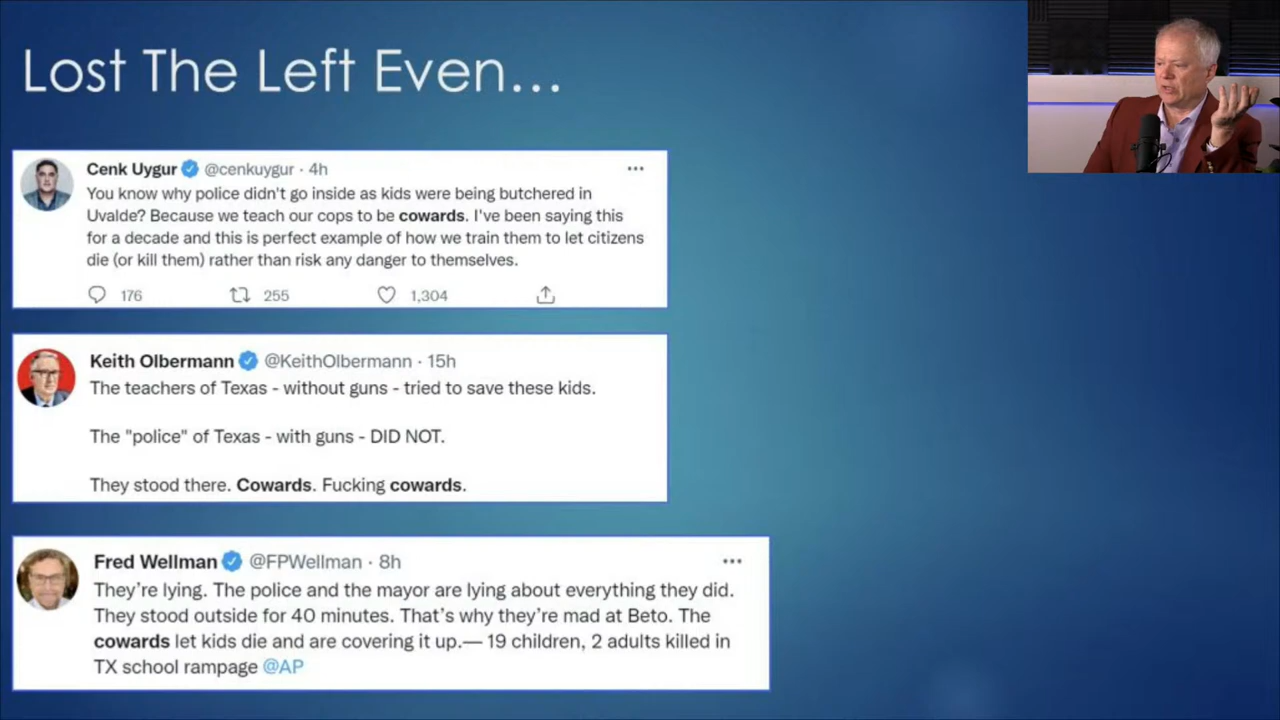 Lost The Left Even...
Cenk Uygur @cenkuygur · 4h
You know why police didn't go inside as kids were being butchered in
Uvalde? Because we teach our cops to be cowards. I've been saying this
for a decade and this is perfect example of how we train them to let citizens
die (or kill them) rather than risk any danger to themselves.
176 255 1,304
Keith Olbermann @KeithOlbermann · 15h
The teachers of Texas - without guns - tried to save these kids.
The "police" of Texas - with guns - DID NOT.
They stood there. Cowards. Fucking cowards.
Fred Wellman @FPWellman · 8h
They're lying. The police and the mayor are lying about everything they did.
They stood outside for 40 minutes. That's why they're mad at Beto. The
cowards let kids die and are covering it up.— 19 children, 2 adults killed in
TX school rampage @AP